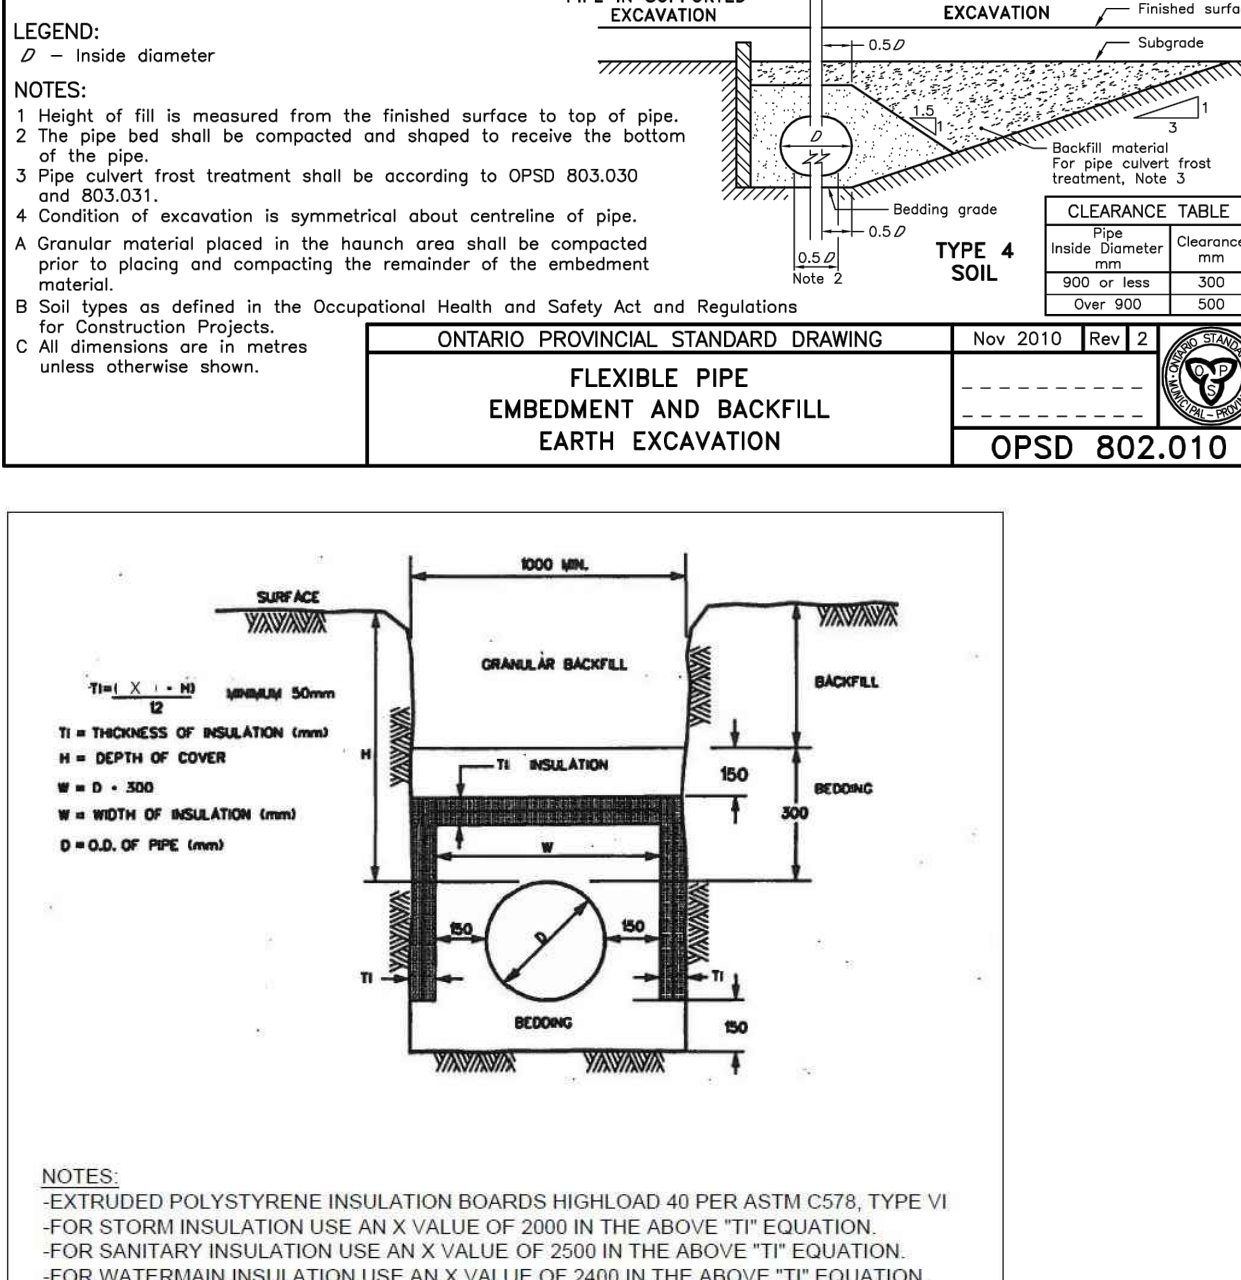 PIPE IN SUPPORTED
EXCAVATION
EXCAVATION
Finished surfa
LEGEND:
D – Inside diameter
NOTES:
1 Height of fill is measured from the finished surface to top of pipe.
2 The pipe bed shall be compacted and shaped to receive the bottom
of the pipe.
3 Pipe culvert frost treatment shall be according to OPSD 803.030
and 803.031.
4 Condition of excavation is symmetrical about centreline of pipe.
A Granular material placed in the haunch area shall be compacted
prior to placing and compacting the remainder of the embedment
material.
B Soil types as defined in the Occupational Health and Safety Act and Regulations
for Construction Projects.
C All dimensions are in metres
unless otherwise shown.
0.5D
Subgrade
1.5
1
1
3
D
Backfill material
For pipe culvert frost
treatment, Note 3
Bedding grade
0.5D
0.5D
Note 2
TYPE 4
SOIL
CLEARANCE TABLE
Pipe
Inside Diameter
mm
Clearance
mm
900 or less 300
Over 900 500
ONTARIO PROVINCIAL STANDARD DRAWING
Nov 2010 Rev 2
FLEXIBLE PIPE
EMBEDMENT AND BACKFILL
EARTH EXCAVATION
OPSD 802.010
ONTARIO STANDA
MUNICIPAL – PROV
O P S
1000 MIN.
SURFACE
GRANULAR BACKFILL
BACKFILL
TI=( X - H)
12
MINIMUM 50mm
TI = THICKNESS OF INSULATION (mm)
H = DEPTH OF COVER
W = D + 300
W = WIDTH OF INSULATION (mm)
D = O.D. OF PIPE (mm)
H
TI INSULATION
150
BEDDING
300
W
150
D
150
TI
TI
BEDDING
150
NOTES:
-EXTRUDED POLYSTYRENE INSULATION BOARDS HIGHLOAD 40 PER ASTM C578, TYPE VI
-FOR STORM INSULATION USE AN X VALUE OF 2000 IN THE ABOVE "TI" EQUATION.
-FOR SANITARY INSULATION USE AN X VALUE OF 2500 IN THE ABOVE "TI" EQUATION.
-FOR WATERMAIN INSULATION USE AN X VALUE OF 2400 IN THE ABOVE "TI" EQUATION.